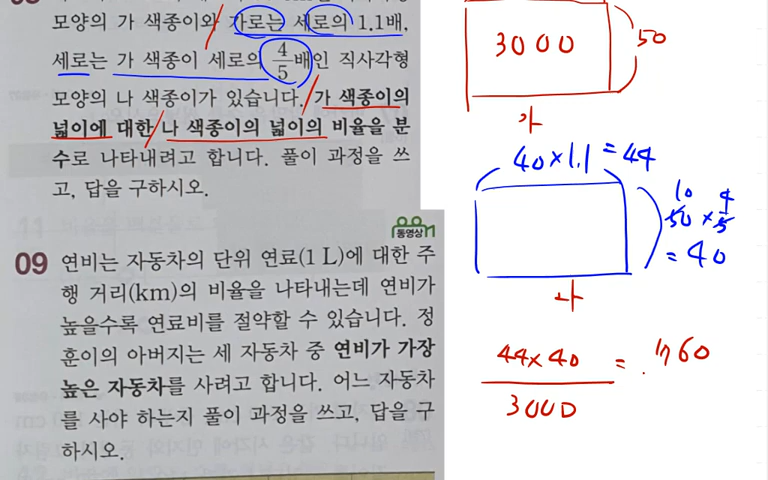 모양의 가 색종이와 가로는 세로의 1.1배,
세로는 가 색종이 세로의 4/5배인 직사각형
모양의 나 색종이가 있습니다. 가 색종이의
넓이에 대한 나 색종이의 넓이의 비율을 분
수로 나타내려고 합니다. 풀이 과정을 쓰
고, 답을 구하시오.
동영상
09 연비는 자동차의 단위 연료(1 L)에 대한 주
행 거리(km)의 비율을 나타내는데 연비가
높을수록 연료비를 절약할 수 있습니다. 정
훈이의 아버지는 세 자동차 중 연비가 가장
높은 자동차를 사려고 합니다. 어느 자동차
를 사야 하는지 풀이 과정을 쓰고, 답을 구
하시오.
3000
50
가
40×1.1=44
10 4
50×5
=40
나
44×40 =
3000